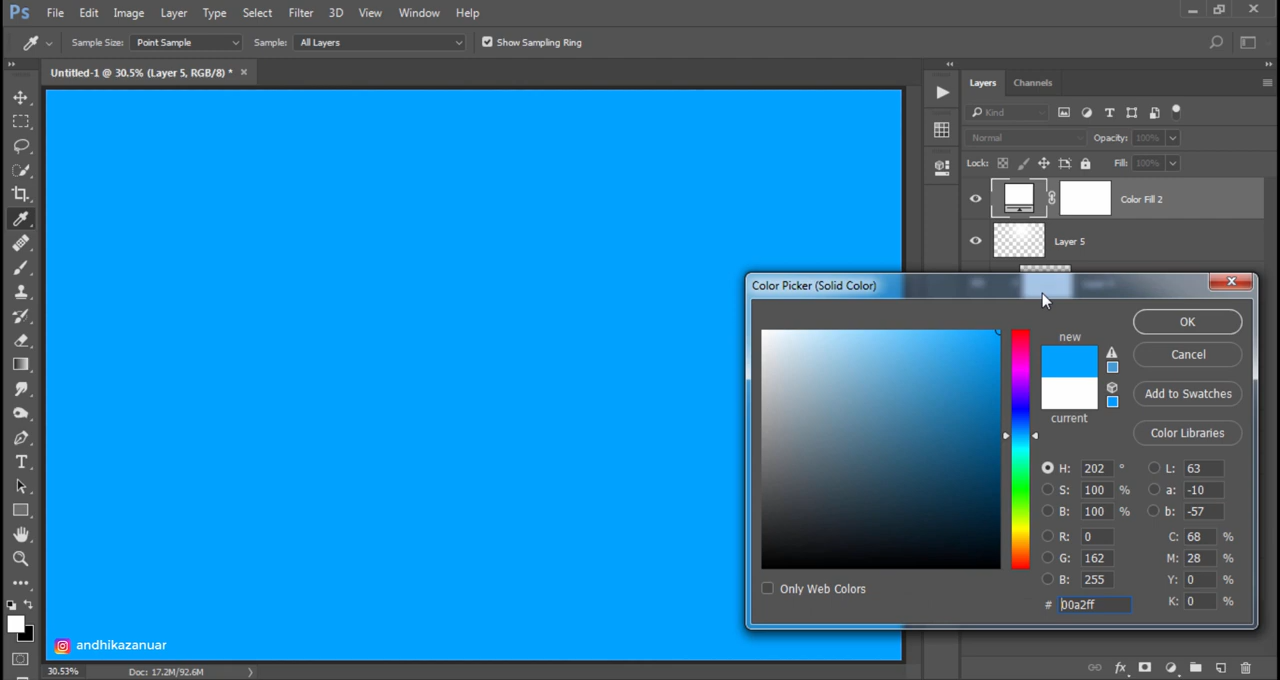 Ps File Edit Image Layer Type Select Filter 3D View Window Help
Sample Size: Point Sample Sample: All Layers Show Sampling Ring
Untitled-1 @ 30.5% (Layer 5, RGB/8) * ×
Layers Channels
Kind
Normal Opacity: 100%
Lock: Fill: 100%
Color Fill 2
Layer 5
Color Picker (Solid Color)
new
current
OK
Cancel
Add to Swatches
Color Libraries
H: 202 ° L: 63
S: 100 % a: -10
B: 100 % b: -57
R: 0 C: 68 %
G: 162 M: 28 %
B: 255 Y: 0 %
# 00a2ff K: 0 %
Only Web Colors
andhikazanuar
30.53% Doc: 17.2M/92.6M